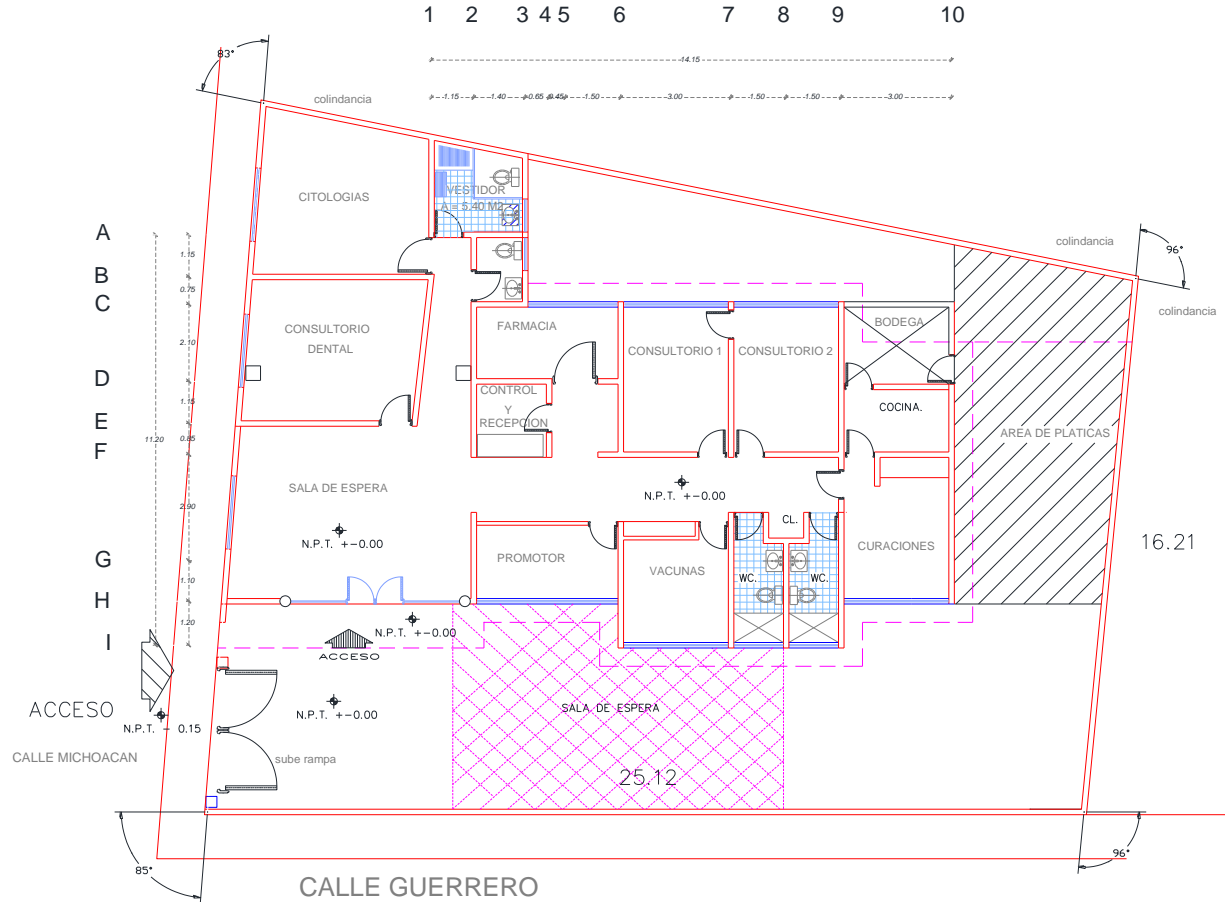 1 2 3 4 5 6 7 8 9 10
83°
14.15
colindancia
1.15 1.40 0.65 0.45 1.50 3.00 1.50 1.50 3.00
CITOLOGIAS
VESTIDOR
A = 5.40 M2
A
1.15
B
0.75
C
2.10
D
1.15
E
0.85
F
11.20
2.90
G
1.10
H
1.20
I
colindancia
96°
colindancia
CONSULTORIO
DENTAL
FARMACIA
CONSULTORIO 1
CONSULTORIO 2
BODEGA
CONTROL
Y
RECEPCION
COCINA.
AREA DE PLATICAS
SALA DE ESPERA
N.P.T. +-0.00
N.P.T. +-0.00
CL.
PROMOTOR
VACUNAS
WC.
WC.
CURACIONES
16.21
N.P.T. +-0.00
ACCESO
ACCESO
N.P.T. - 0.15
N.P.T. +-0.00
SALA DE ESPERA
CALLE MICHOACAN
sube rampa
25.12
85°
96°
CALLE GUERRERO